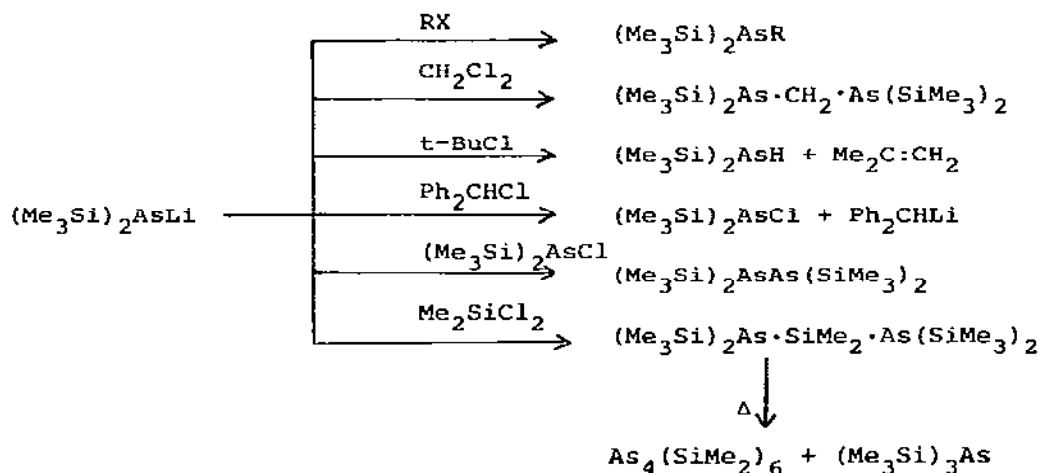 RX
(Me₃Si)₂AsR
CH₂Cl₂
(Me₃Si)₂As·CH₂·As(SiMe₃)₂
t-BuCl
(Me₃Si)₂AsH + Me₂C:CH₂
(Me₃Si)₂AsLi
Ph₂CHCl
(Me₃Si)₂AsCl + Ph₂CHLi
(Me₃Si)₂AsCl
(Me₃Si)₂AsAs(SiMe₃)₂
Me₂SiCl₂
(Me₃Si)₂As·SiMe₂·As(SiMe₃)₂
Δ
As₄(SiMe₂)₆ + (Me₃Si)₃As